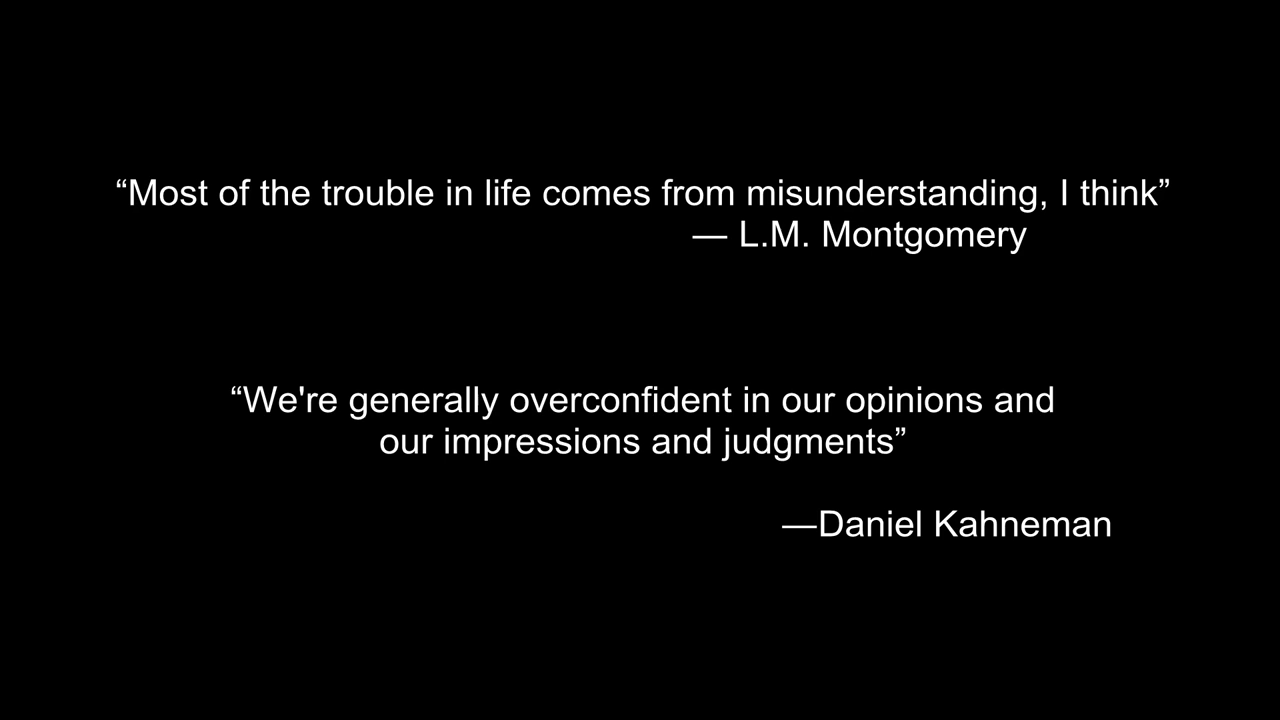 “Most of the trouble in life comes from misunderstanding, I think”
— L.M. Montgomery
“We're generally overconfident in our opinions and
our impressions and judgments”
—Daniel Kahneman